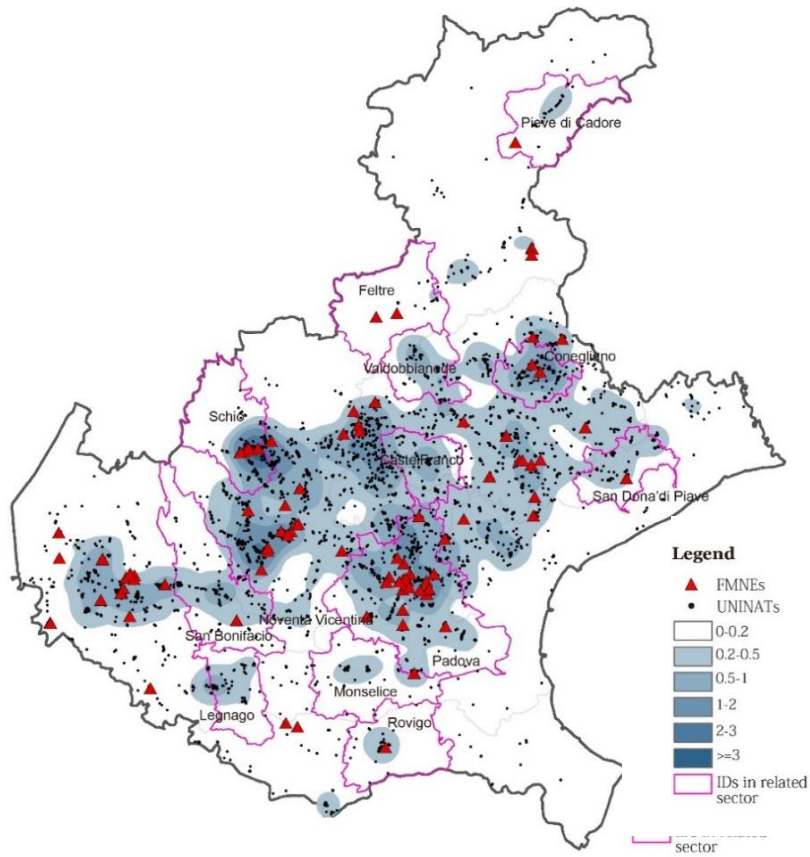 Pieve di Cadore
Feltre
Conegliano
Valdobbianede
Schio
CastelFranco
San Dona' di Piave
Noventa Vicentina
San Bonifacio
Padova
Monselice
Legnago
Rovigo
Legend
FMNEs
UNINATs
0-0.2
0.2-0.5
0.5-1
1-2
2-3
>=3
IDs in related
sector
sector